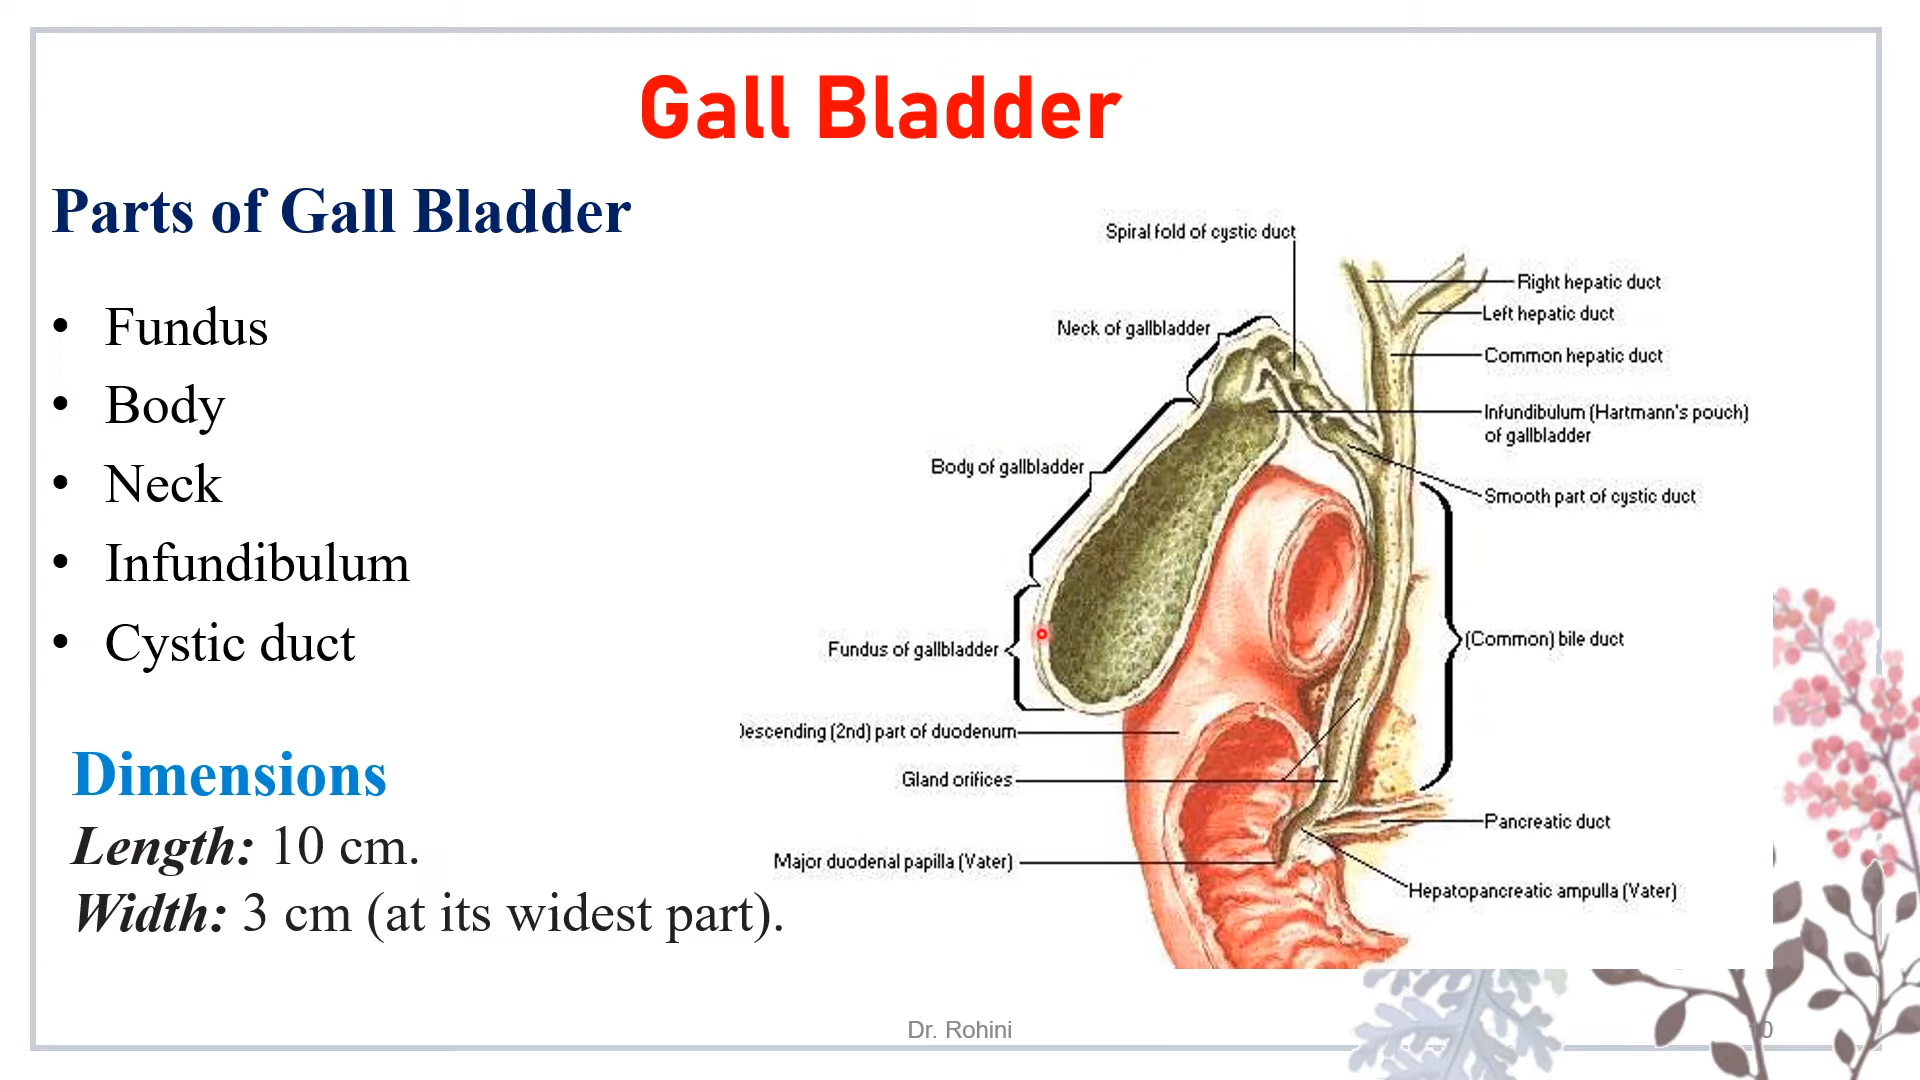 Gall Bladder
Parts of Gall Bladder
• Fundus
• Body
• Neck
• Infundibulum
• Cystic duct
Dimensions
Length: 10 cm.
Width: 3 cm (at its widest part).
Spiral fold of cystic duct
Neck of gallbladder
Body of gallbladder
Fundus of gallbladder
escending (2nd) part of duodenum
Gland orifices
Major duodenal papilla (Vater)
Right hepatic duct
Left hepatic duct
Common hepatic duct
Infundibulum (Hartmann's pouch)
of gallbladder
Smooth part of cystic duct
(Common) bile duct
Pancreatic duct
Hepatopancreatic ampulla (Vater)
Dr. Rohini